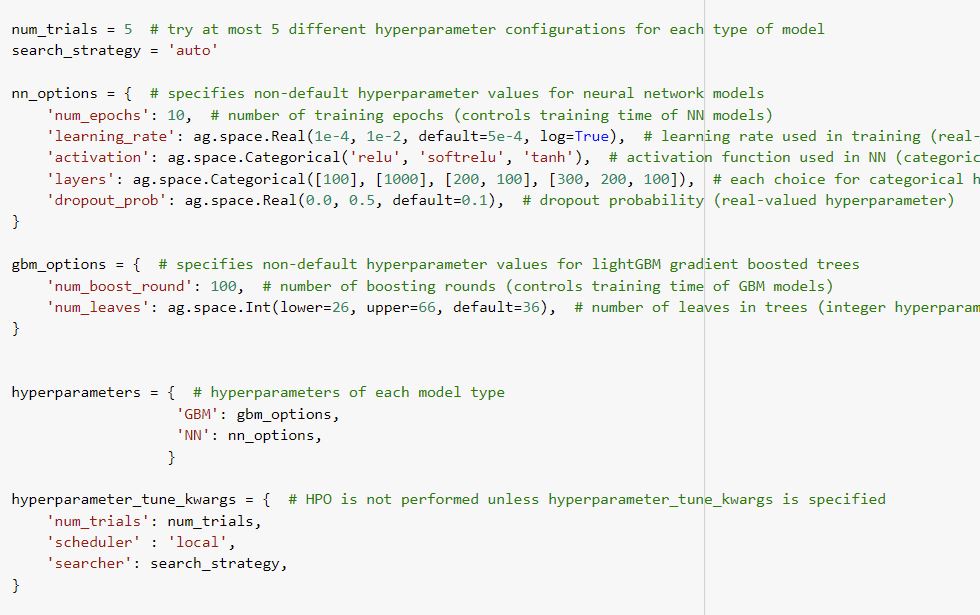 num_trials = 5  # try at most 5 different hyperparameter configurations for each type of model
search_strategy = 'auto'
nn_options = {  # specifies non-default hyperparameter values for neural network models
    'num_epochs': 10,  # number of training epochs (controls training time of NN models)
    'learning_rate': ag.space.Real(1e-4, 1e-2, default=5e-4, log=True),  # learning rate used in training (real-
    'activation': ag.space.Categorical('relu', 'softrelu', 'tanh'),  # activation function used in NN (categoric
    'layers': ag.space.Categorical([100], [1000], [200, 100], [300, 200, 100]),  # each choice for categorical h
    'dropout_prob': ag.space.Real(0.0, 0.5, default=0.1),  # dropout probability (real-valued hyperparameter)
}
gbm_options = {  # specifies non-default hyperparameter values for lightGBM gradient boosted trees
    'num_boost_round': 100,  # number of boosting rounds (controls training time of GBM models)
    'num_leaves': ag.space.Int(lower=26, upper=66, default=36),  # number of leaves in trees (integer hyperparam
}
hyperparameters = {  # hyperparameters of each model type
                   'GBM': gbm_options,
                   'NN': nn_options,
                  }
hyperparameter_tune_kwargs = {  # HPO is not performed unless hyperparameter_tune_kwargs is specified
    'num_trials': num_trials,
    'scheduler' : 'local',
    'searcher': search_strategy,
}